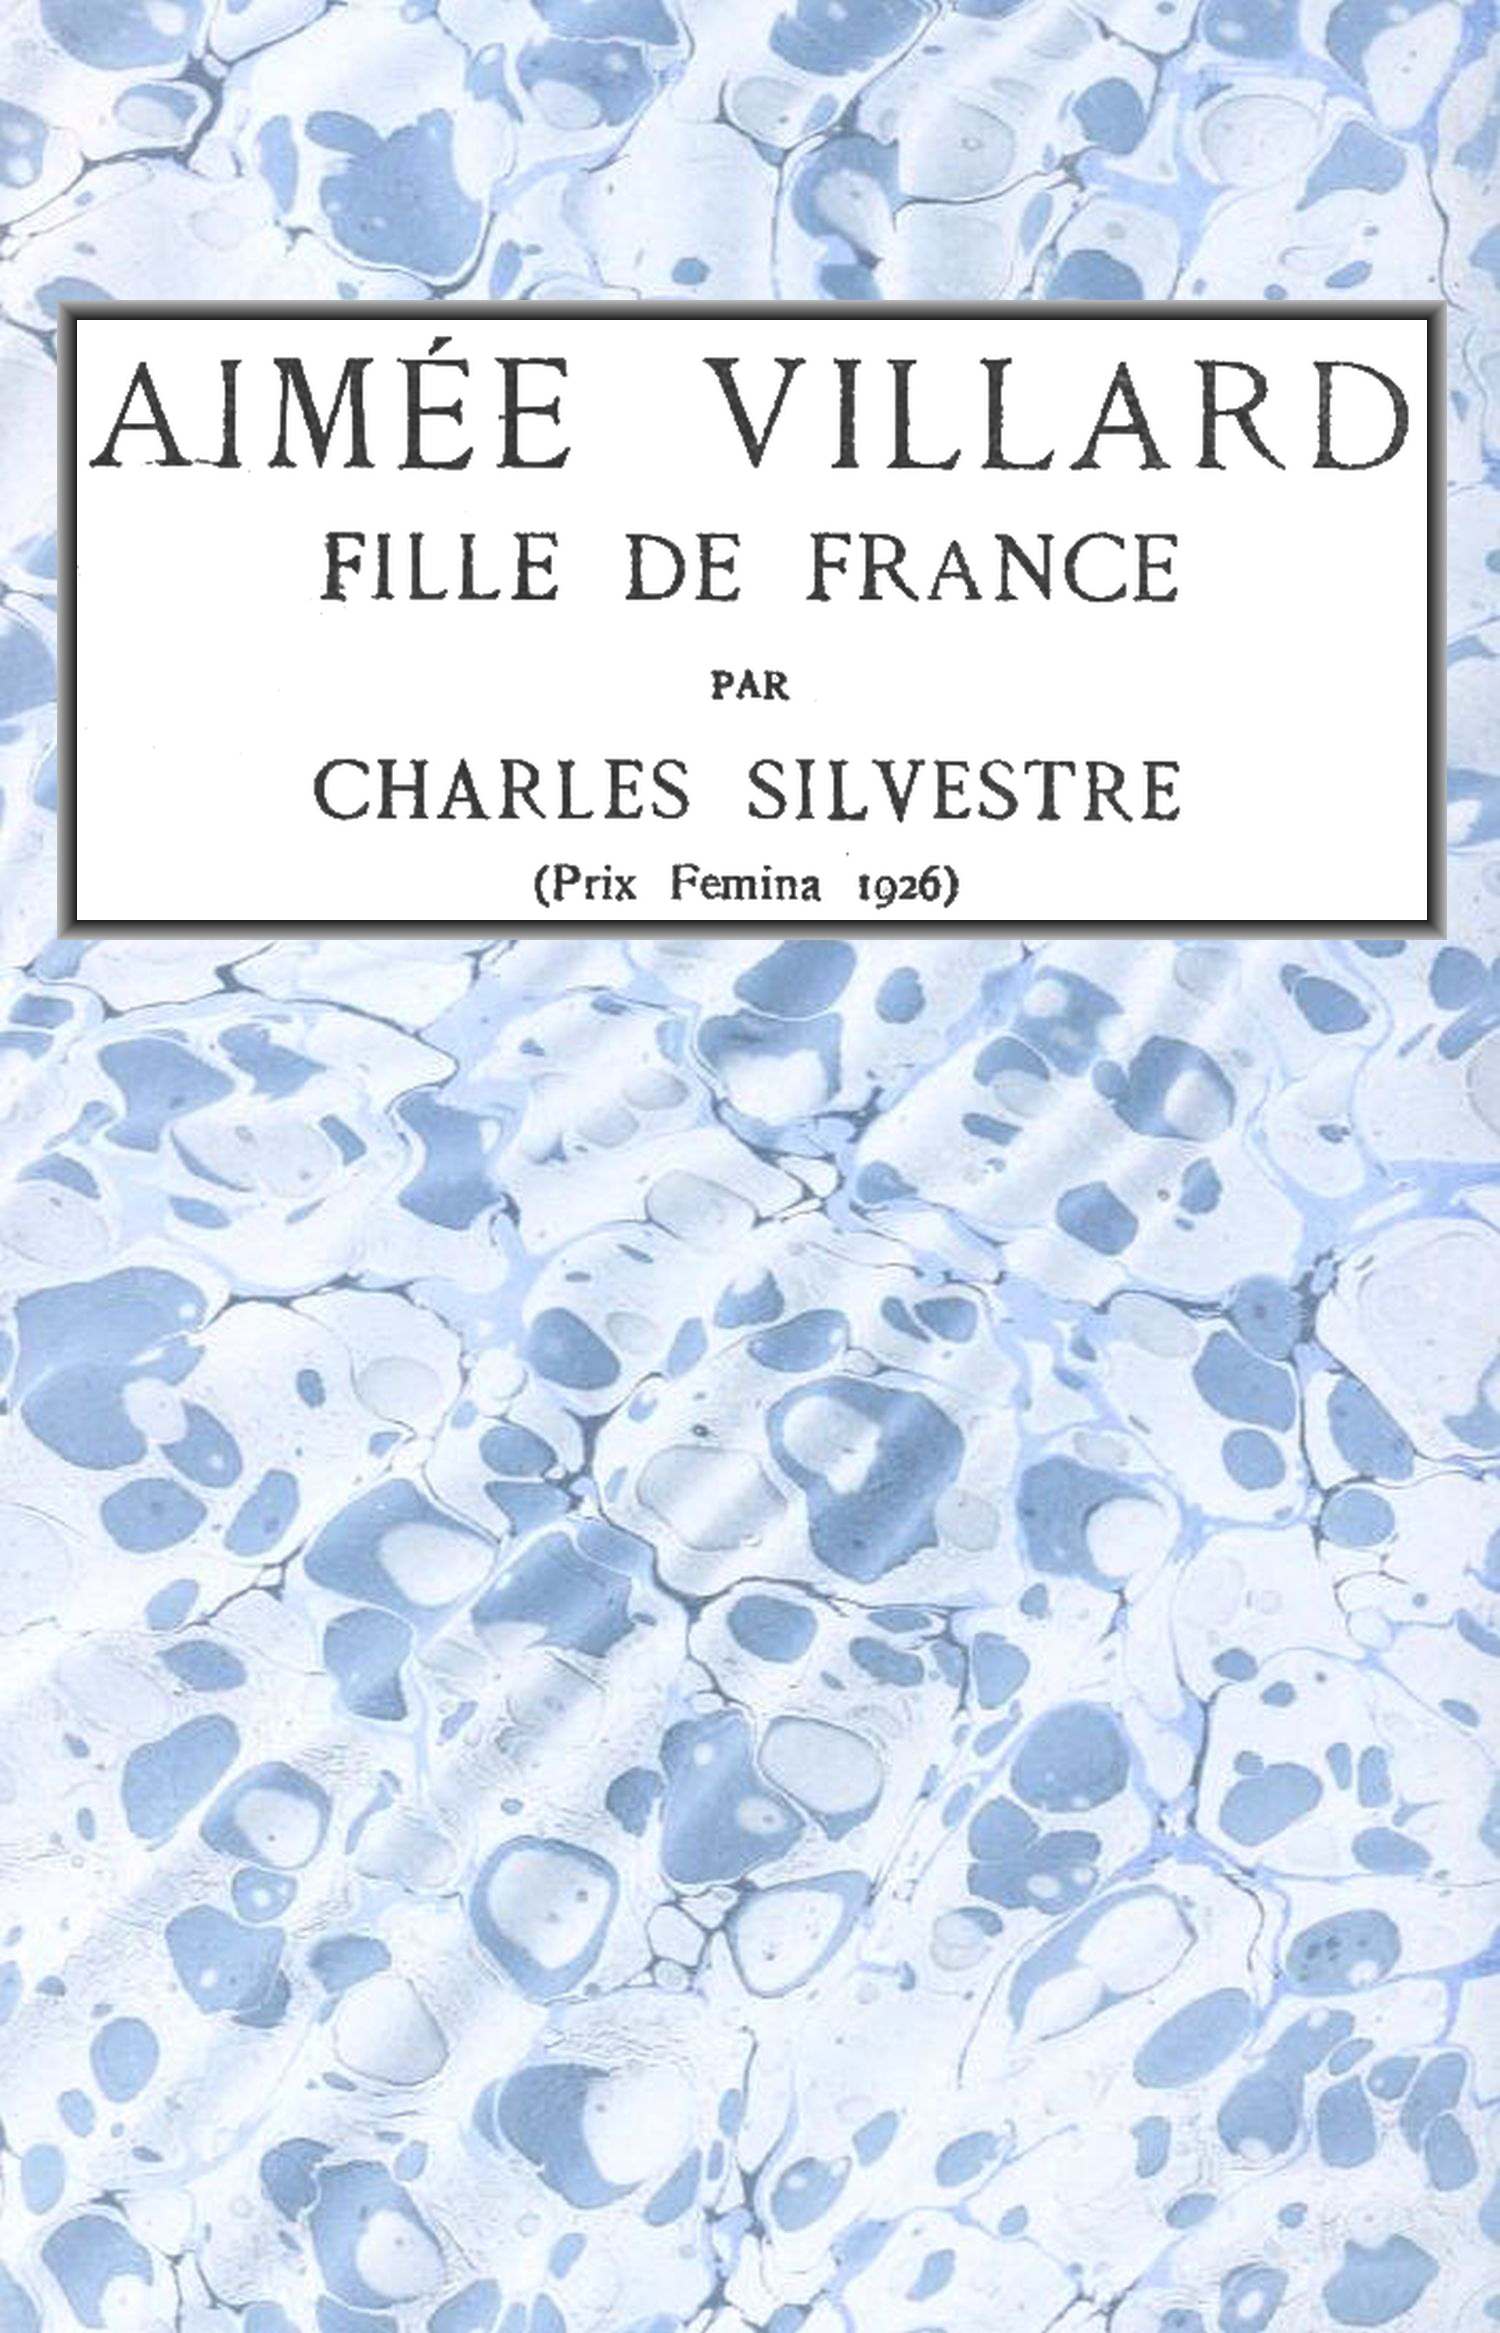 AIMÉE VILLARD
FILLE DE FRANCE
PAR
CHARLES SILVESTRE
(Prix Femina 1926)